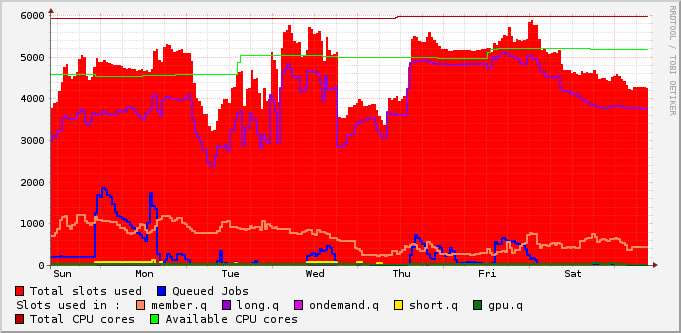 6000
5000
4000
3000
2000
1000
0
Sun Mon Tue Wed Thu Fri Sat
Total slots used Queued Jobs
Slots used in : member.q long.q ondemand.q short.q gpu.q
Total CPU cores Available CPU cores
RRDTOOL / TOBI OETIKER